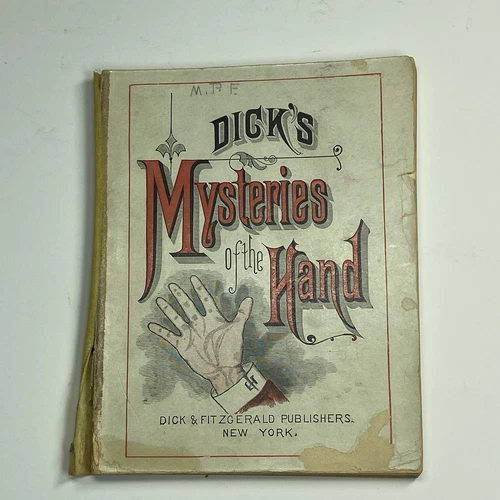 M.B F.
DICK'S
Mysteries
of the
Hand
DICK & FITZGERALD PUBLISHERS.
NEW YORK.